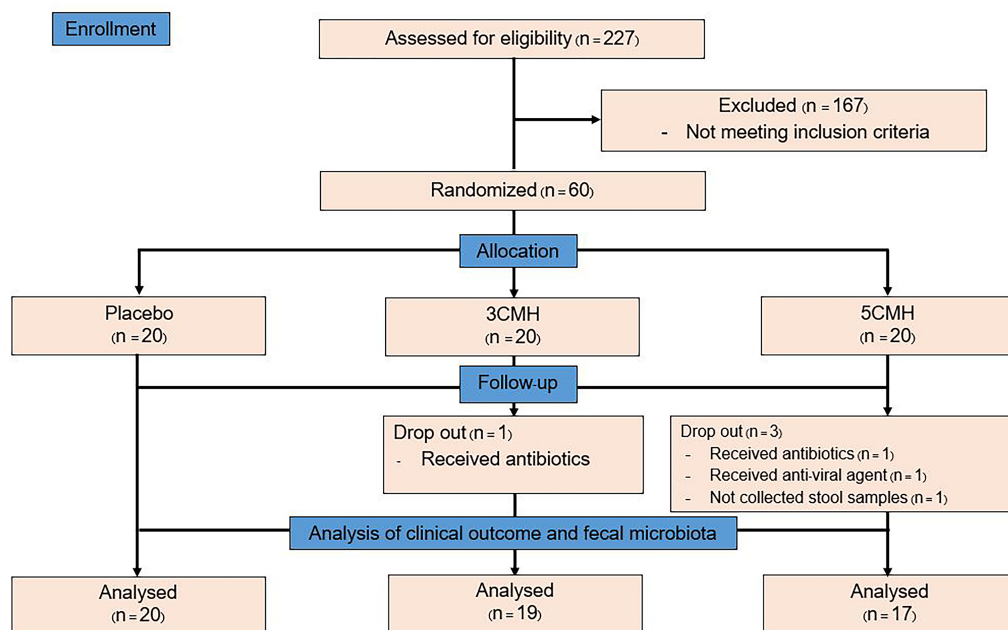 Enrollment
Assessed for eligibility (n=227)
Excluded (n=167)
- Not meeting inclusion criteria
Randomized (n=60)
Allocation
Placebo
(n=20)
3CMH
(n=20)
5CMH
(n=20)
Follow-up
Drop out (n=1)
- Received antibiotics
Drop out (n=3)
- Received antibiotics (n=1)
- Received anti-viral agent (n=1)
- Not collected stool samples (n=1)
Analysis of clinical outcome and fecal microbiota
Analysed
(n=20)
Analysed
(n=19)
Analysed
(n=17)